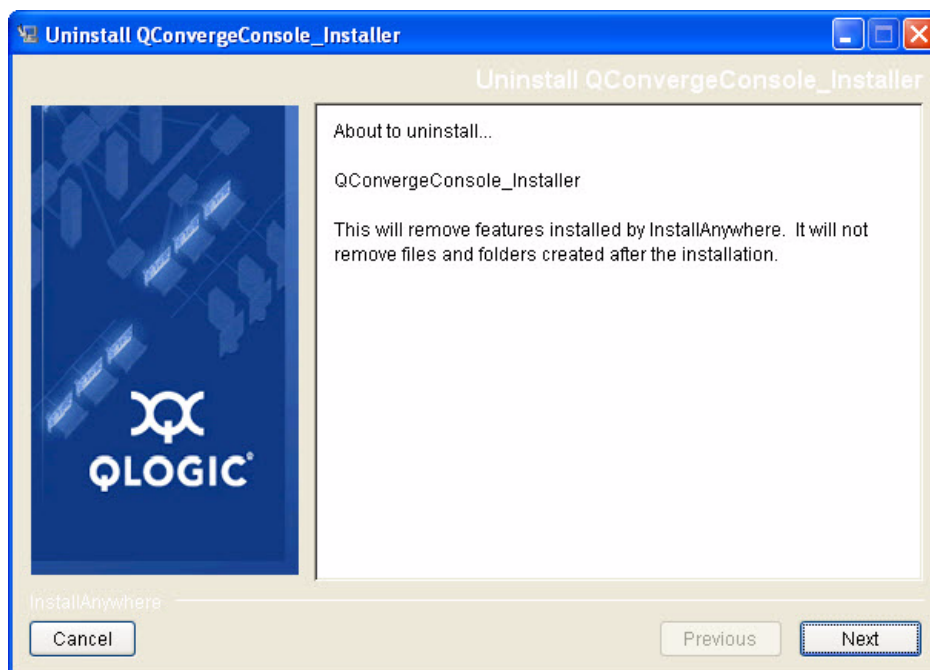 Uninstall QConvergeConsole_Installer
Uninstall QConvergeConsole_Installer
About to uninstall...
QConvergeConsole_Installer
This will remove features installed by InstallAnywhere. It will not
remove files and folders created after the installation.
QLOGIC®
InstallAnywhere
Cancel
Previous
Next